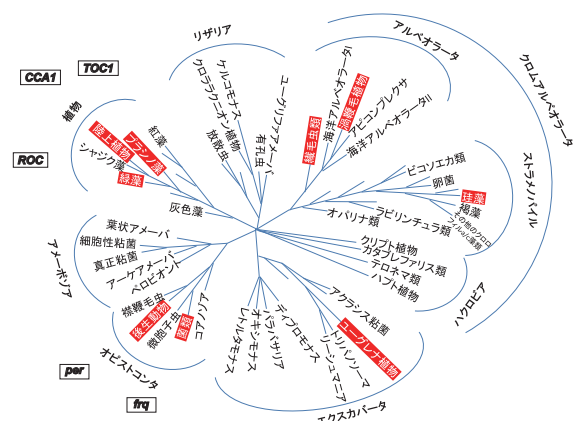 リザリア
アルベオラータ
クロムアルベオラータ
TOC1
CCA1
ROC
植物
紅藻
プラシノ藻
陸上植物
シャジク藻
緑藻
灰色藻
ケルコモナス
クロララクニオン植物
放散虫
有孔虫
ユーグリファアメーバ
海洋アルベオラータI
繊毛虫類
渦鞭毛植物
アピコンプレクサ
海洋アルベオラータII
ストラメノパイル
ビコソエカ類
卵菌
珪藻
褐藻
その他のクロロ
フィルa/c藻類
ラビリンチュラ類
オパリナ類
クリプト植物
カタブレファリス類
テロネマ類
ハプト植物
ハクロビア
アメーボゾア
葉状アメーバ
細胞性粘菌
真正粘菌
アーケアメーバ
ペロビオント
襟鞭毛虫
後生動物
微胞子虫
菌類
コアノゾア
オピストコンタ
per
frq
レトルタモナス
オキシモナス
パラバサリア
ディプロモナス
リーシュマニア
トリパノソーマ
ユーグレナ植物
アクラシス粘菌
エクスカバータ